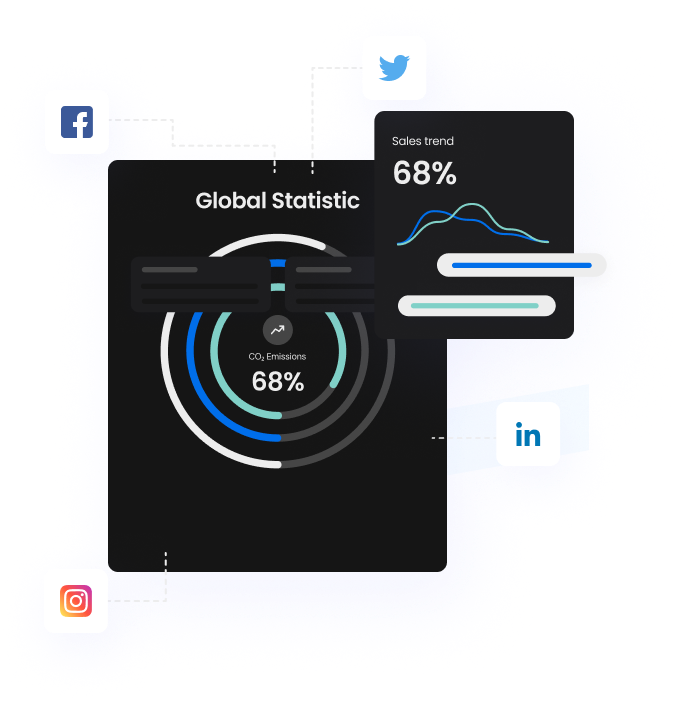 Sales trend
68%
Global Statistic
CO₂ Emissions
68%
in